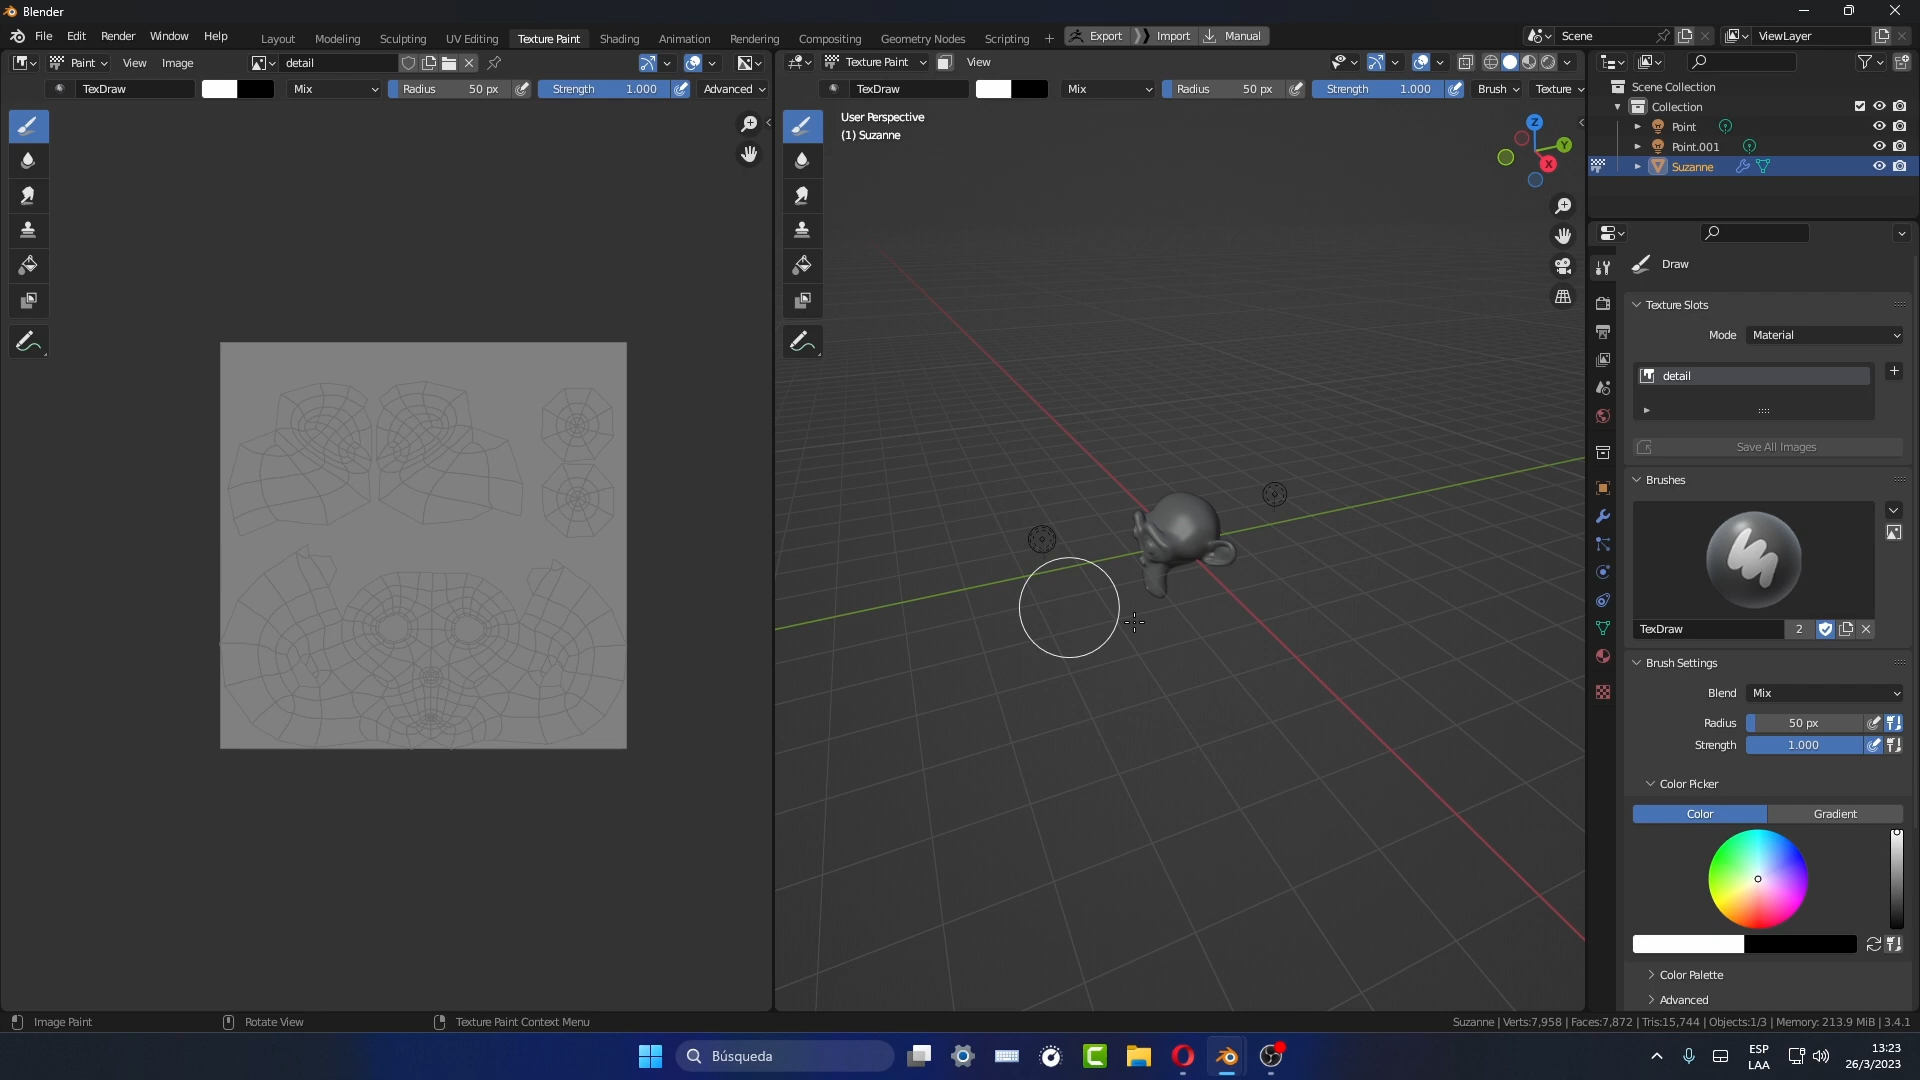 Blender
File Edit Render Window Help Layout Modeling Sculpting UV Editing Texture Paint Shading Animation Rendering Compositing Geometry Nodes Scripting + Export Import Manual Scene ViewLayer
Paint View Image detail
Texture Paint View
TexDraw Mix Radius 50 px Strength 1.000 Advanced
TexDraw Mix Radius 50 px Strength 1.000 Brush Texture
User Perspective
(1) Suzanne
Z
Y
X
Scene Collection
Collection
Point
Point.001
Suzanne
Draw
Texture Slots
Mode Material
detail
Save All Images
Brushes
TexDraw 2
Brush Settings
Blend Mix
Radius 50 px
Strength 1.000
Color Picker
Color Gradient
Color Palette
Advanced
Image Paint Rotate View Texture Paint Context Menu Suzanne | Verts:7,958 | Faces:7,872 | Tris:15,744 | Objects:1/3 | Memory: 213.9 MiB | 3.4.1
Búsqueda
ESP
LAA
13:23
26/3/2023